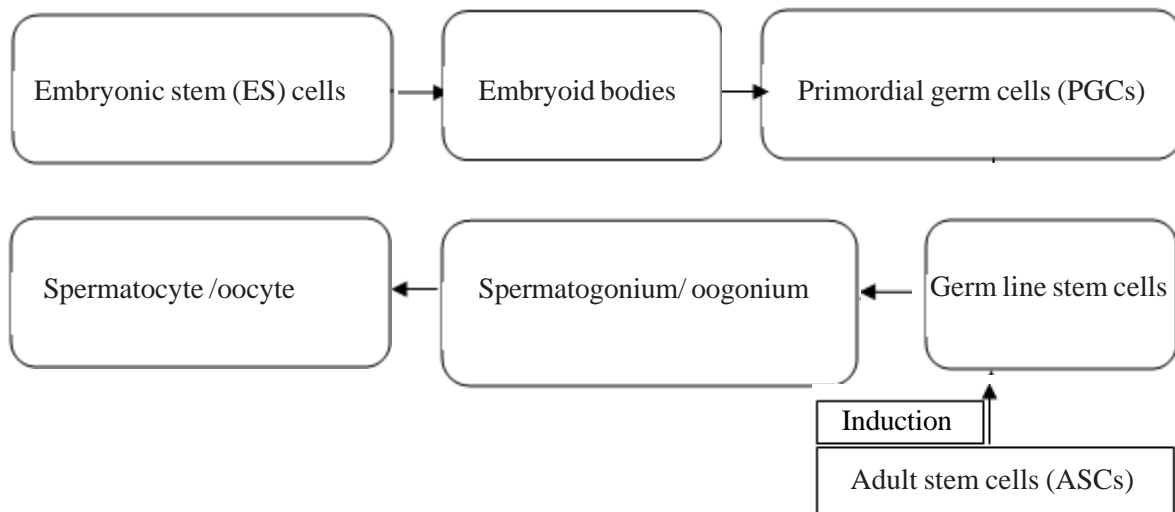 Embryonic stem (ES) cells
Embryoid bodies
Primordial germ cells (PGCs)
Spermatocyte /oocyte
Spermatogonium/ oogonium
Germ line stem cells
Induction
Adult stem cells (ASCs)